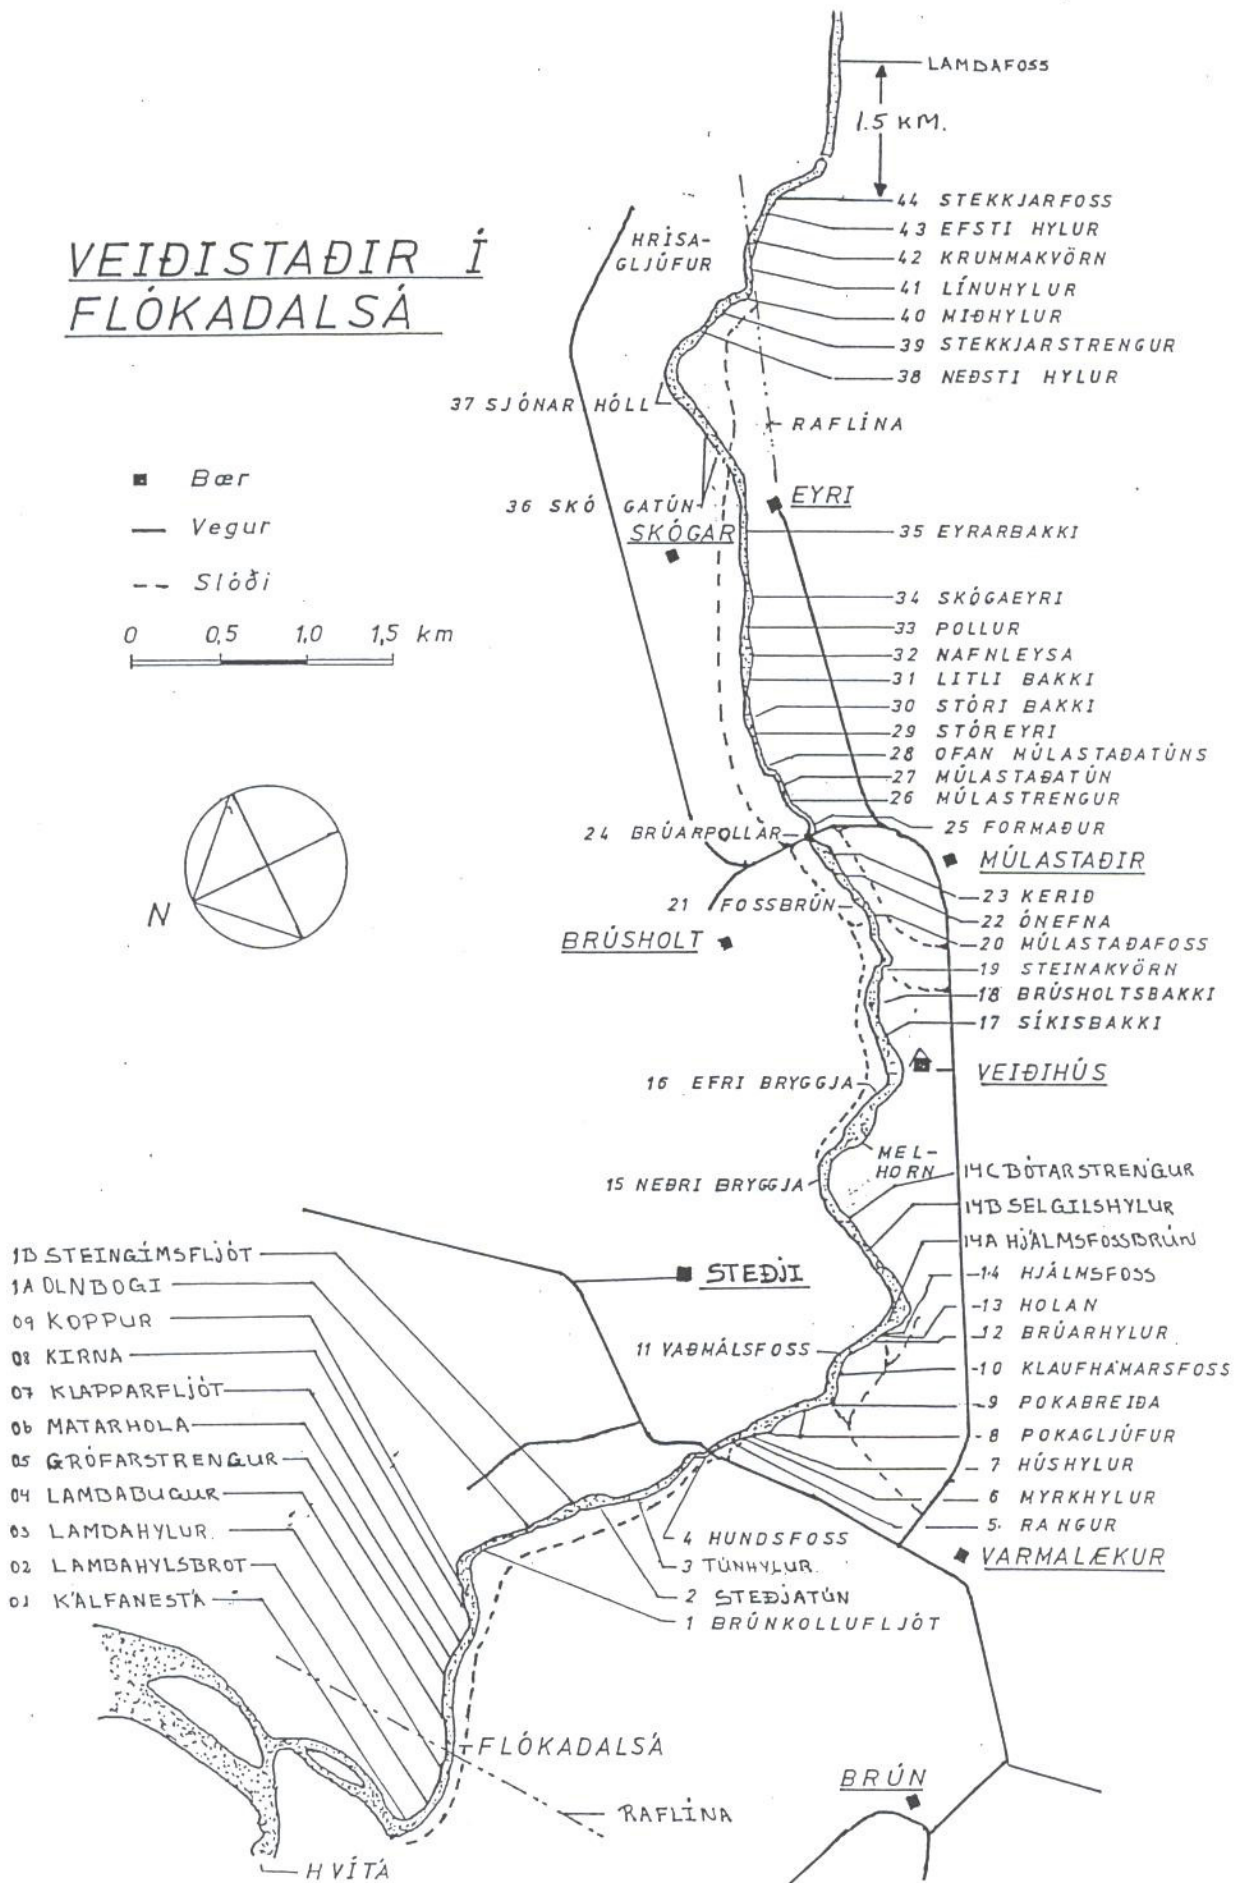 LAMBAFOSS
1.5 KM.
VEIÐISTAÐIR Í
FLÓKADALSÁ
HRÍSA-
GLJÚFUR
44 STEKKJARFOSS
43 EFSTI HYLUR
42 KRUMMAKVÖRN
41 LÍNUHYLUR
40 MIÐHYLUR
39 STEKKJARSTRENGUR
38 NEÐSTI HYLUR
37 SJÓNAR HÓLL
RAFLÍNA
Bær
Vegur
Slóði
0 0,5 1,0 1,5 km
36 SKÓ GATÚN
EYRI
SKÓGAR
35 EYRARBAKKI
34 SKÓGAEYRI
33 POLLUR
32 NAFNLEYSA
31 LITLI BAKKI
30 STÓRI BAKKI
29 STÓREYRI
28 OFAN MÚLASTAÐATÚNS
27 MÚLASTAÐATÚN
26 MÚLASTRENGUR
25 FORMAÐUR
24 BRÚARPOLLAR
MÚLASTAÐIR
N
23 KERIÐ
22 ÓNEFNA
21 FOSSBRÚN
20 MÚLASTAÐAFOSS
BRÚSHOLT
19 STEINAKVÖRN
18 BRÚSHOLTSBAKKI
17 SÍKISBAKKI
VEIÐIHÚS
16 EFRI BRYGGJA
MEL-
HORN
15 NEÐRI BRYGGJA
14C BÓTARSTRENGUR
14B SELGILSHYLUR
14A HJÁLMSFOSSBRÚN
14 HJÁLMSFOSS
13 HOLAN
12 BRÚARHYLUR
11 VAÐMÁLSFOSS
10 KLAUFHAMARSFOSS
9 POKABREIÐA
8 POKAGLJÚFUR
7 HÚSHYLUR
6 MYRKHYLUR
5. RANGUR
STEÐJI
VARMALÆKUR
4 HUNDSFOSS
3 TÚNHYLUR.
2 STEÐJATÚN
1 BRÚNKOLLUFLJÓT
1B STEINGÍMSFLJÓT
1A OLNBOGI
09 KOPPUR
08 KIRNA
07 KLAPPARFLJÓT
06 MATARHOLA
05 GRÓFARSTRENGUR
04 LAMBABUGUR
03 LAMBAHYLUR.
02 LAMBAHYLSBROT
01 KÁLFANESTÁ
FLÓKADALSÁ
RAFLÍNA
HVÍTÁ
BRÚN